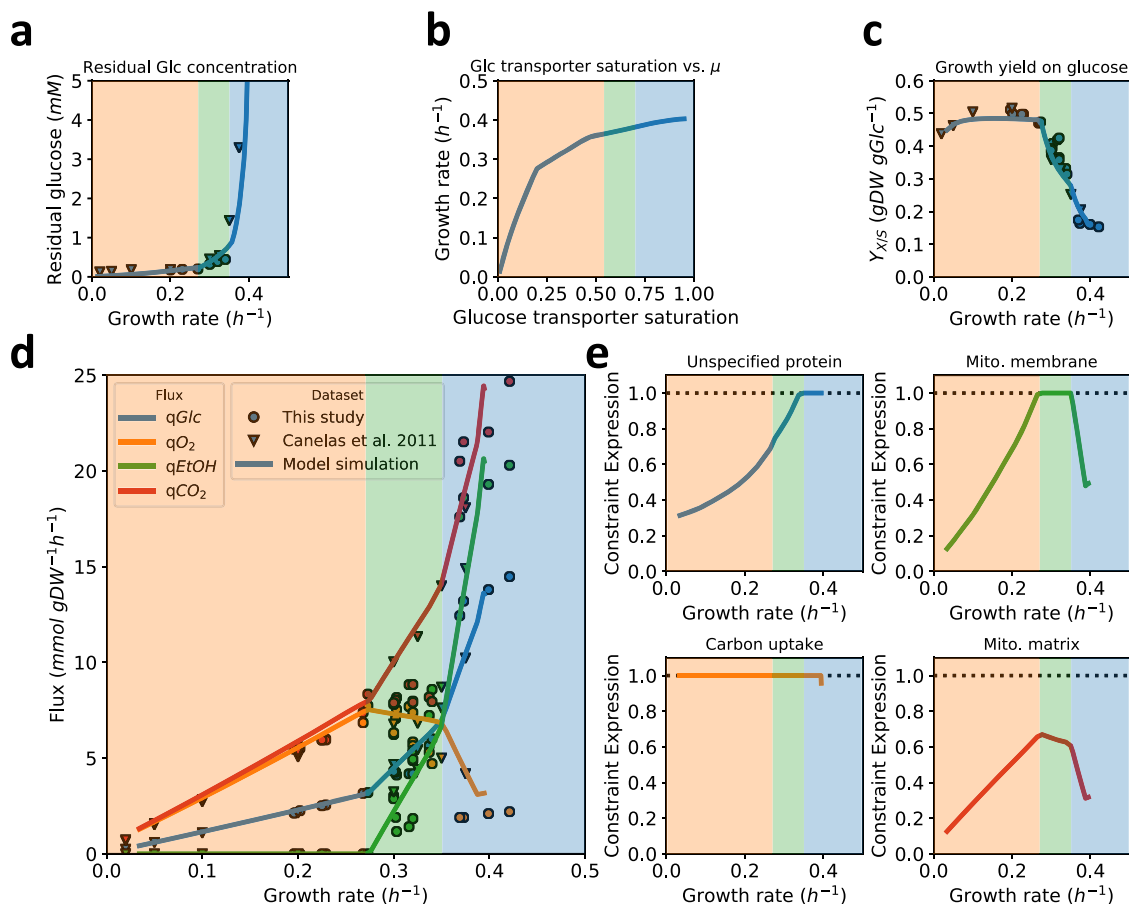 a
Residual Glc concentration
Residual glucose (mM)
5
4
3
2
1
0
0.0 0.2 0.4
Growth rate (h⁻¹)
b
Glc transporter saturation vs. μ
Growth rate (h⁻¹)
0.5
0.4
0.3
0.2
0.1
0.0
0.00 0.25 0.50 0.75 1.00
Glucose transporter saturation
c
Growth yield on glucose
Y_X/S (gDW gGlc⁻¹)
0.6
0.5
0.4
0.3
0.2
0.1
0.0
0.0 0.2 0.4
Growth rate (h⁻¹)
d
Flux (mmol gDW⁻¹h⁻¹)
25
20
15
10
5
0
Flux
qGlc
qO₂
qEtOH
qCO₂
Dataset
This study
Canelas et al. 2011
Model simulation
0.0 0.1 0.2 0.3 0.4 0.5
Growth rate (h⁻¹)
e
Unspecified protein
Constraint Expression
1.0
0.8
0.6
0.4
0.2
0.0
0.0 0.2 0.4
Growth rate (h⁻¹)
Mito. membrane
Constraint Expression
1.0
0.8
0.6
0.4
0.2
0.0
0.0 0.2 0.4
Growth rate (h⁻¹)
Carbon uptake
Constraint Expression
1.0
0.8
0.6
0.4
0.2
0.0
0.0 0.2 0.4
Growth rate (h⁻¹)
Mito. matrix
Constraint Expression
1.0
0.8
0.6
0.4
0.2
0.0
0.0 0.2 0.4
Growth rate (h⁻¹)